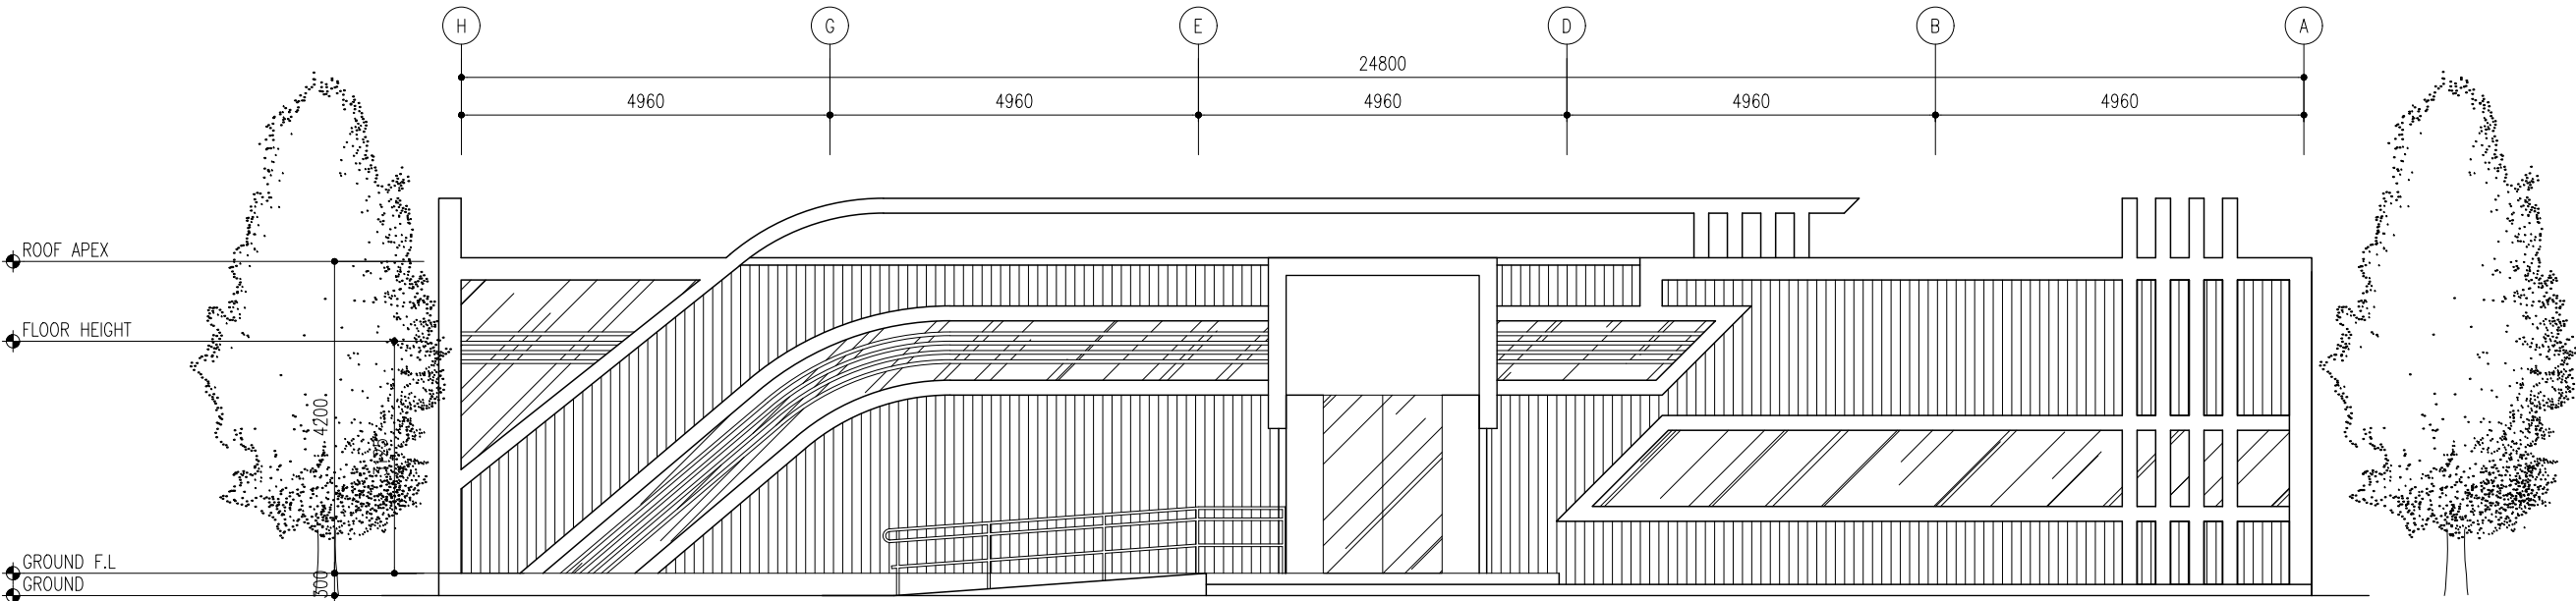 H G E D B A
24800
4960 4960 4960 4960 4960
ROOF APEX
FLOOR HEIGHT
4200
GROUND F.L
GROUND
300